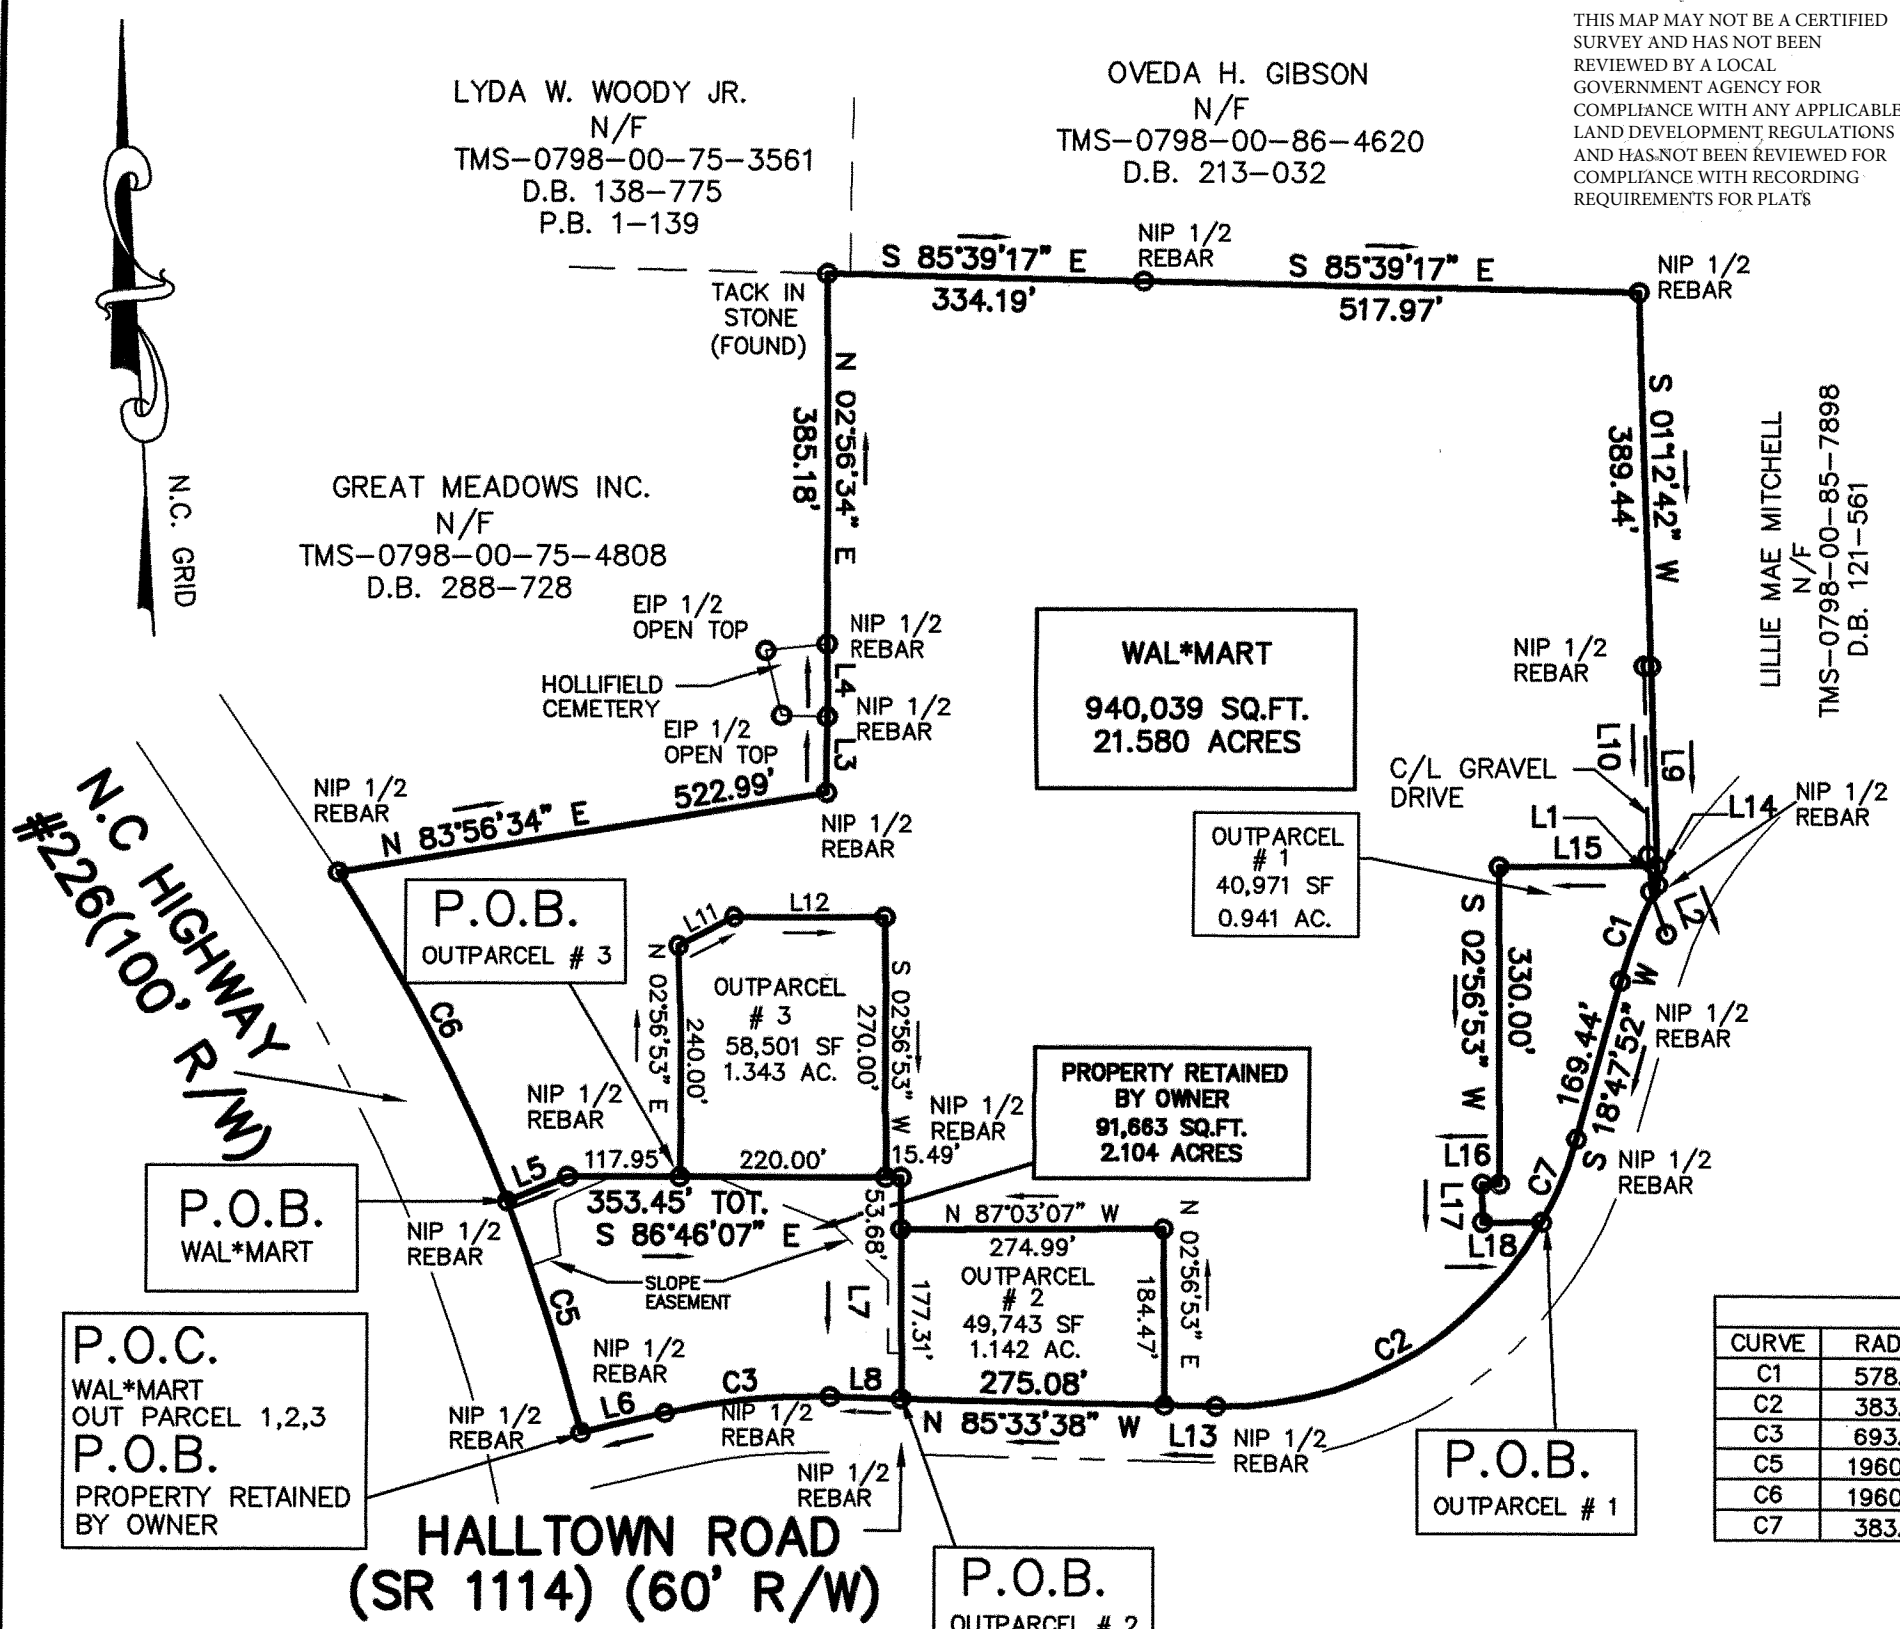 THIS MAP MAY NOT BE A CERTIFIED
SURVEY AND HAS NOT BEEN
REVIEWED BY A LOCAL
GOVERNMENT AGENCY FOR
COMPLIANCE WITH ANY APPLICABLE
LAND DEVELOPMENT REGULATIONS
AND HAS NOT BEEN REVIEWED FOR
COMPLIANCE WITH RECORDING
REQUIREMENTS FOR PLATS
LYDA W. WOODY JR.
N/F
TMS-0798-00-75-3561
D.B. 138-775
P.B. 1-139
OVEDA H. GIBSON
N/F
TMS-0798-00-86-4620
D.B. 213-032
S 85°39'17" E
334.19'
NIP 1/2
REBAR
S 85°39'17" E
517.97'
NIP 1/2
REBAR
TACK IN
STONE
(FOUND)
N 02°56'34" E
385.18'
S 01°12'42" W
389.44'
LILLIE MAE MITCHELL
N/F
TMS-0798-00-85-7898
D.B. 121-561
N.C. GRID
GREAT MEADOWS INC.
N/F
TMS-0798-00-75-4808
D.B. 288-728
EIP 1/2
OPEN TOP
NIP 1/2
REBAR
L4
HOLLIFIELD
CEMETERY
NIP 1/2
REBAR
EIP 1/2
OPEN TOP
L3
WAL*MART
940,039 SQ.FT.
21.580 ACRES
NIP 1/2
REBAR
L10
L9
C/L GRAVEL
DRIVE
L1
L14
NIP 1/2
REBAR
L15
L2
NIP 1/2
REBAR
N 83°56'34" E
522.99'
NIP 1/2
REBAR
N.C HIGHWAY
#226(100' R/W)
OUTPARCEL
# 1
40,971 SF
0.941 AC.
P.O.B.
OUTPARCEL # 3
L11
L12
N 02°56'53" E
240.00'
OUTPARCEL
# 3
58,501 SF
1.343 AC.
270.00'
S 02°56'53" W
S 02°56'53" W
330.00'
C1
169.44'
S 18°47'52" W
NIP 1/2
REBAR
C6
NIP 1/2
REBAR
NIP 1/2
REBAR
PROPERTY RETAINED
BY OWNER
91,663 SQ.FT.
2.104 ACRES
L16
C7
NIP 1/2
REBAR
L17
L18
P.O.B.
WAL*MART
L5
117.95'
220.00'
15.49'
353.45' TOT.
S 86°46'07" E
53.68'
NIP 1/2
REBAR
N 87°03'07" W
274.99'
N 02°56'53" E
184.47'
SLOPE
EASEMENT
L7
177.31'
OUTPARCEL
# 2
49,743 SF
1.142 AC.
C5
C2
P.O.C.
WAL*MART
OUT PARCEL 1,2,3
P.O.B.
PROPERTY RETAINED
BY OWNER
NIP 1/2
REBAR
L6
C3
L8
275.08'
N 85°33'38" W
L13
NIP 1/2
REBAR
NIP 1/2
REBAR
NIP 1/2
REBAR
NIP 1/2
REBAR
P.O.B.
OUTPARCEL # 1
HALLTOWN ROAD
(SR 1114) (60' R/W)
P.O.B.
OUTPARCEL # 2
CURVE RAD
C1 578.
C2 383.
C3 693.
C5 1960
C6 1960
C7 383.